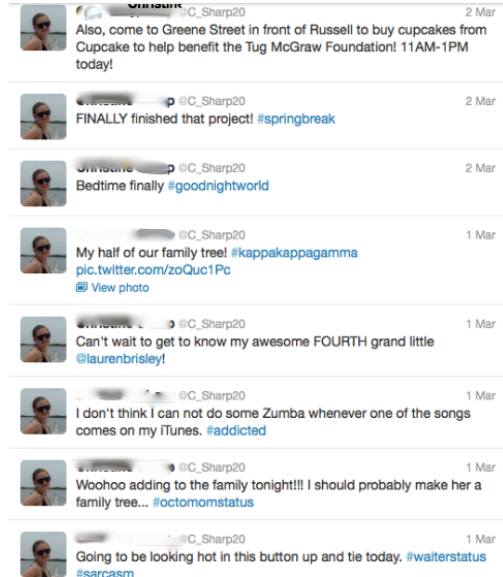 @C_Sharp20 2 Mar
Also, come to Greene Street in front of Russell to buy cupcakes from
Cupcake to help benefit the Tug McGraw Foundation! 11AM-1PM
today!
@C_Sharp20 2 Mar
FINALLY finished that project! #springbreak
@C_Sharp20 2 Mar
Bedtime finally #goodnightworld
@C_Sharp20 1 Mar
My half of our family tree! #kappakappagamma
pic.twitter.com/zoQuc1Pc
View photo
@C_Sharp20 1 Mar
Can't wait to get to know my awesome FOURTH grand little
@laurenbrisley!
@C_Sharp20 1 Mar
I don't think I can not do some Zumba whenever one of the songs
comes on my iTunes. #addicted
@C_Sharp20 1 Mar
Woohoo adding to the family tonight!!! I should probably make her a
family tree... #octomomstatus
@C_Sharp20 1 Mar
Going to be looking hot in this button up and tie today. #waiterstatus
#sarcasm